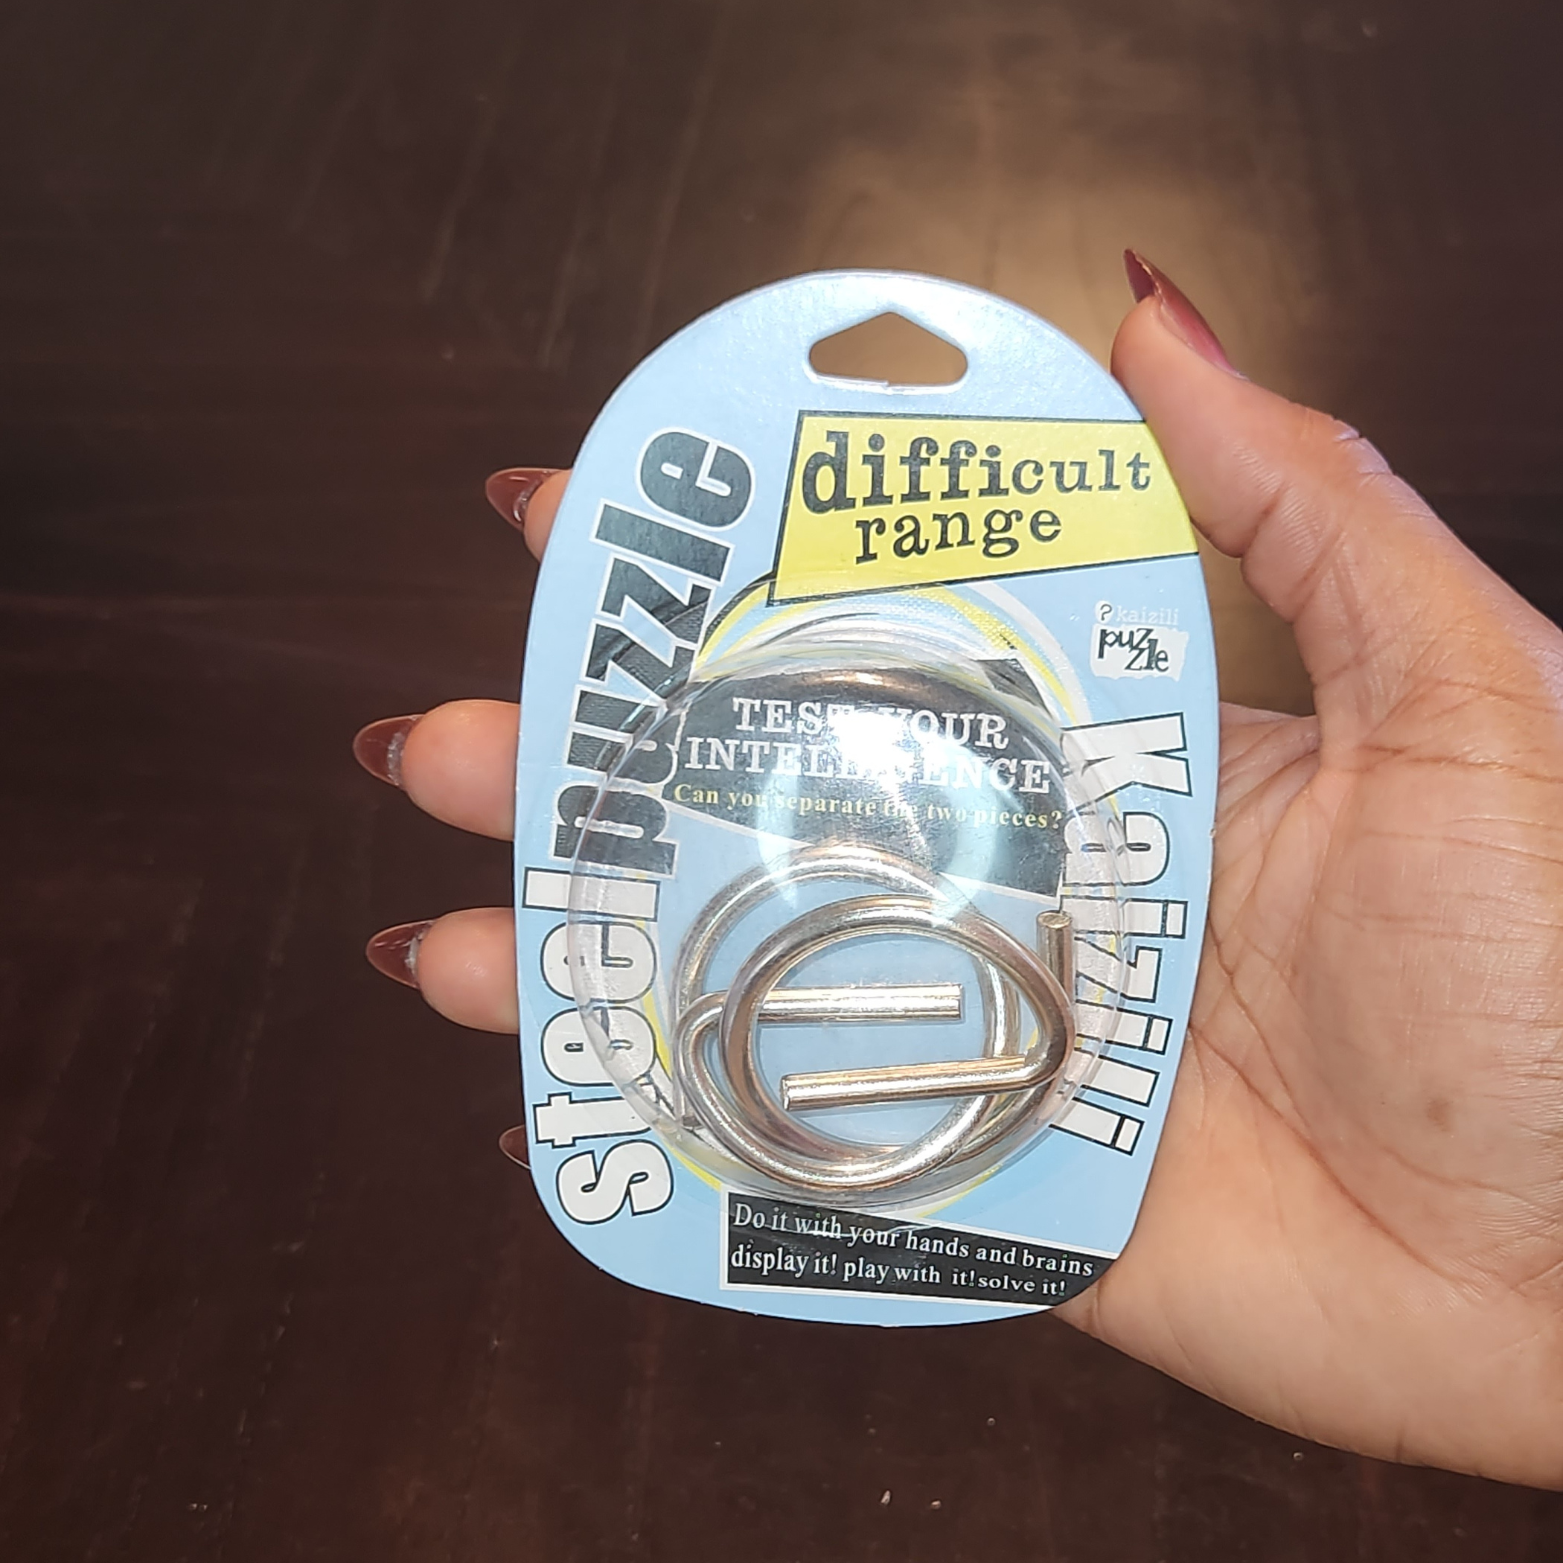 difficult
range
steel puzzle
kaizili
puzzle
TEST YOUR
INTELLIGENCE
Can you separate the two pieces?
Kaizili
Do it with your hands and brains
display it! play with it!solve it!